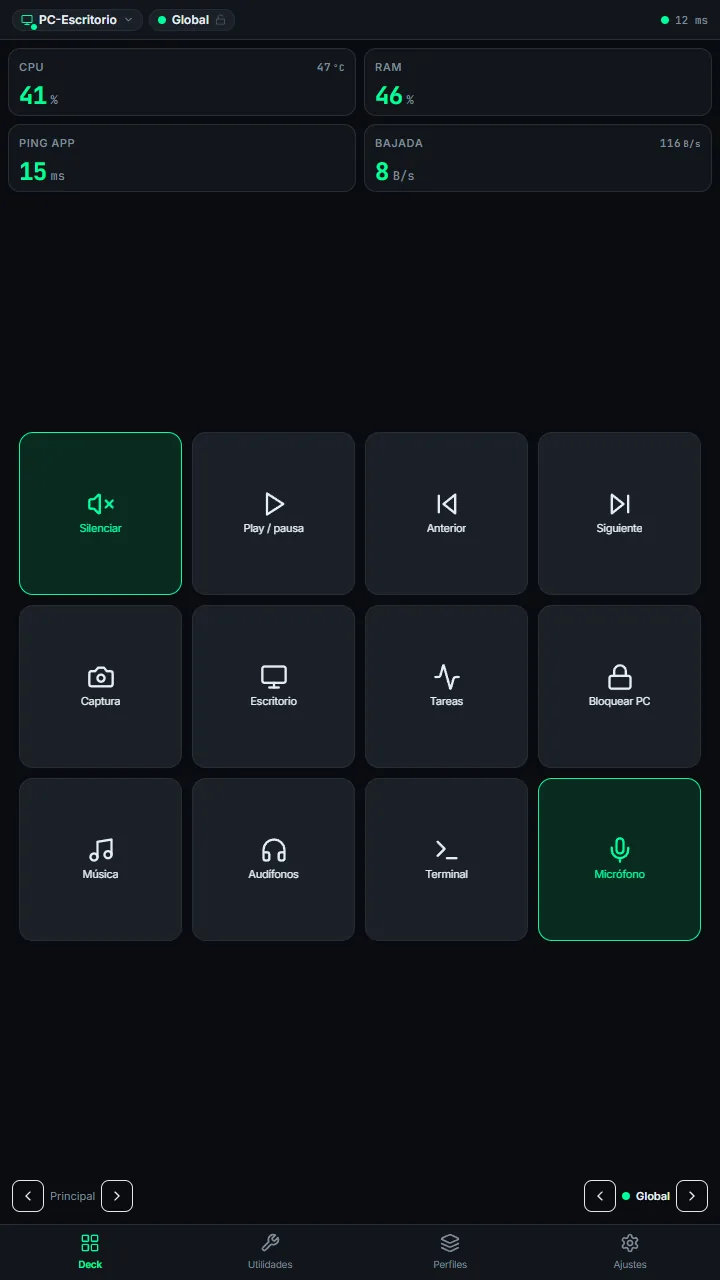 PC-Escritorio Global 12 ms
CPU 47 °C
41 %
RAM
46 %
PING APP
15 ms
BAJADA 116 B/s
8 B/s
Silenciar
Play / pausa
Anterior
Siguiente
Captura
Escritorio
Tareas
Bloquear PC
Música
Audífonos
Terminal
Micrófono
Principal
Global
Deck
Utilidades
Perfiles
Ajustes